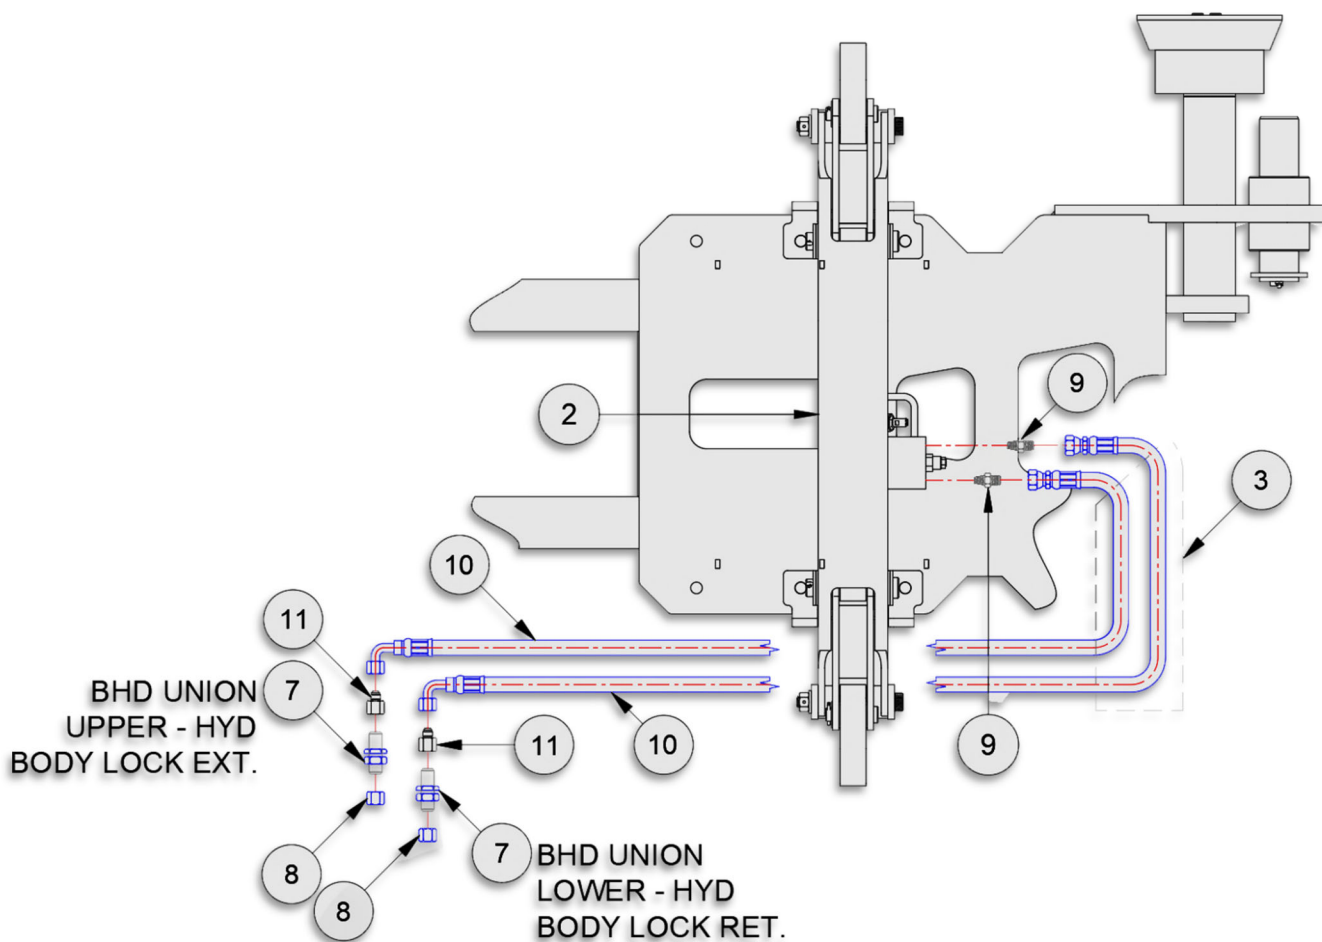 9
2
3
10
11
BHD UNION
UPPER - HYD
BODY LOCK EXT.
7
11
10
9
8
8
7
BHD UNION
LOWER - HYD
BODY LOCK RET.